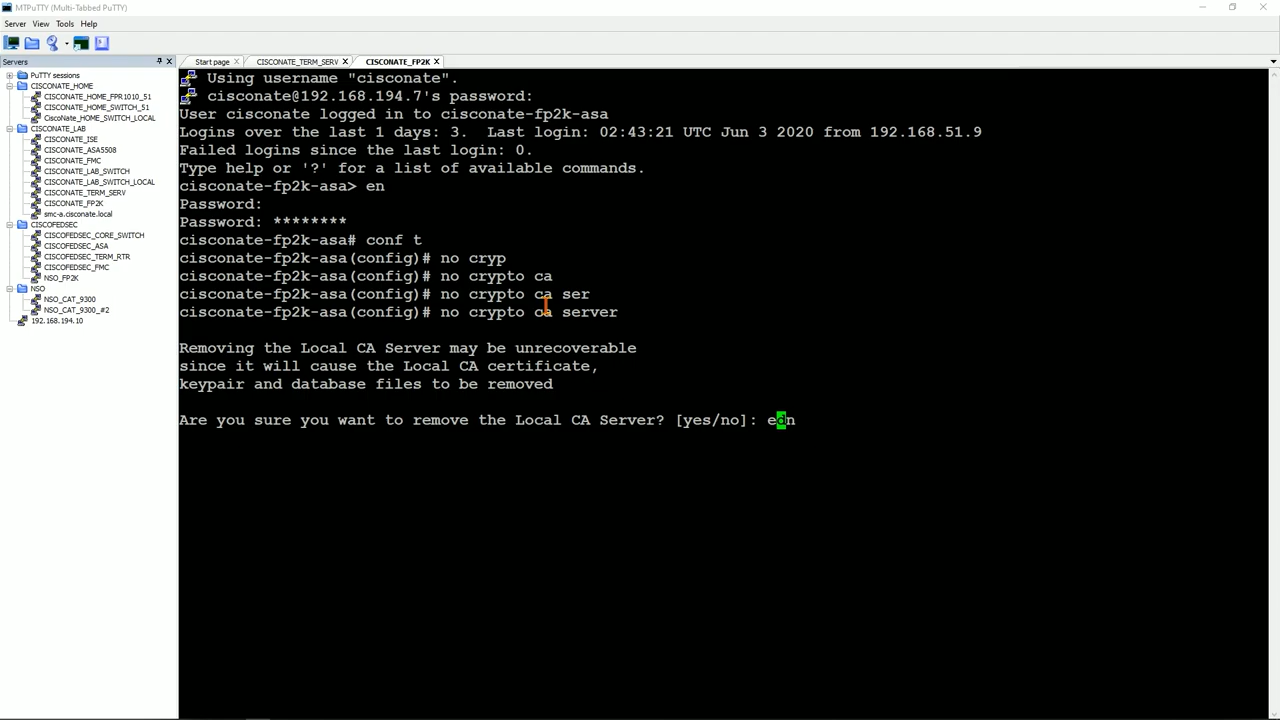 MTPuTTY (Multi-Tabbed PuTTY)
Server View Tools Help
Servers
PuTTY sessions
CISCONATE_HOME
CISCONATE_HOME_FPR1010_51
CISCONATE_HOME_SWITCH_51
CiscoNate_HOME_SWITCH_LOCAL
CISCONATE_LAB
CISCONATE_ISE
CISCONATE_ASA5508
CISCONATE_FMC
CISCONATE_LAB_SWITCH
CISCONATE_LAB_SWITCH_LOCAL
CISCONATE_TERM_SERV
CISCONATE_FP2K
smc-a.cisconate.local
CISCOFEDSEC
CISCOFEDSEC_CORE_SWITCH
CISCOFEDSEC_ASA
CISCOFEDSEC_TERM_RTR
CISCOFEDSEC_FMC
NSO_FP2K
NSO
NSO_CAT_9300
NSO_CAT_9300_#2
192.168.194.10
Start page CISCONATE_TERM_SERV CISCONATE_FP2K
Using username "cisconate".
cisconate@192.168.194.7's password:
User cisconate logged in to cisconate-fp2k-asa
Logins over the last 1 days: 3. Last login: 02:43:21 UTC Jun 3 2020 from 192.168.51.9
Failed logins since the last login: 0.
Type help or '?' for a list of available commands.
cisconate-fp2k-asa> en
Password:
Password: ********
cisconate-fp2k-asa# conf t
cisconate-fp2k-asa(config)# no cryp
cisconate-fp2k-asa(config)# no crypto ca
cisconate-fp2k-asa(config)# no crypto ca ser
cisconate-fp2k-asa(config)# no crypto ca server
Removing the Local CA Server may be unrecoverable
since it will cause the Local CA certificate,
keypair and database files to be removed
Are you sure you want to remove the Local CA Server? [yes/no]: edn